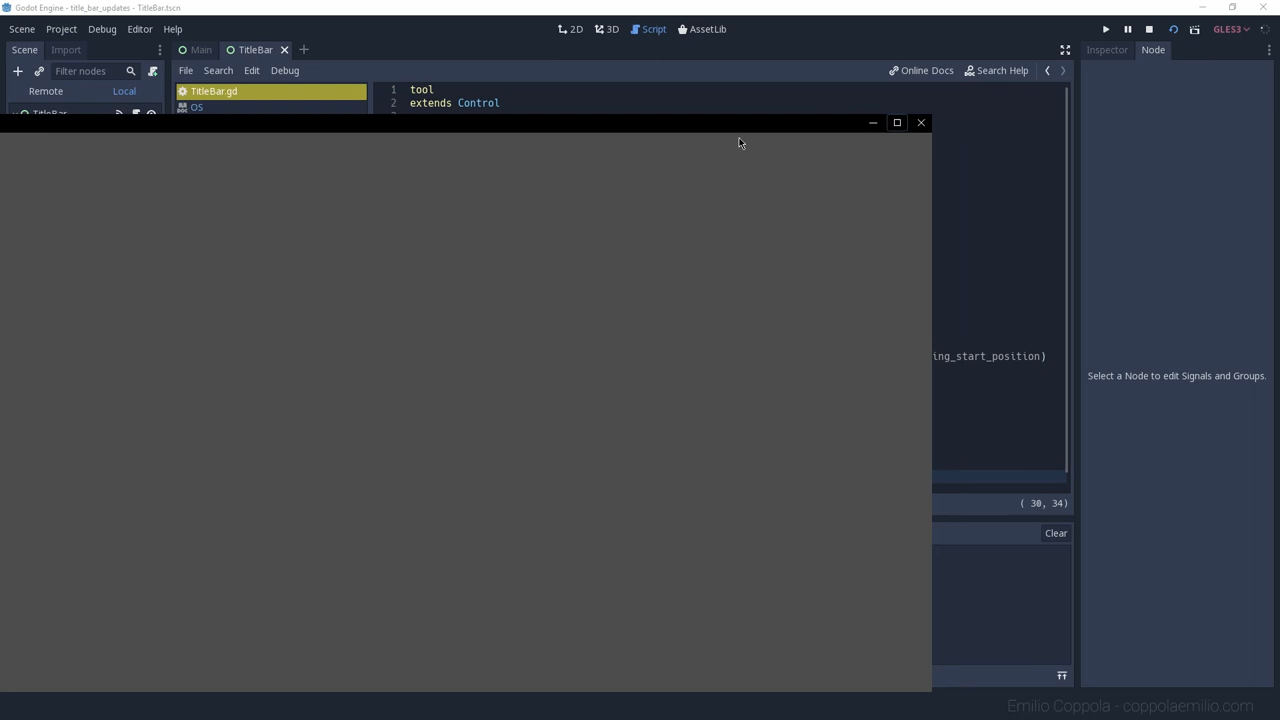 Godot Engine - title_bar_updates - TitleBar.tscn
Scene Project Debug Editor Help
2D 3D Script AssetLib
GLES3
Scene Import
Main TitleBar
Inspector Node
Filter nodes
File Search Edit Debug
Online Docs Search Help
Remote Local
TitleBar.gd
OS
TitleBar
1 tool
2 extends Control
ing_start_position)
Select a Node to edit Signals and Groups.
( 30, 34)
Clear
Emilio Coppola - coppolaemilio.com